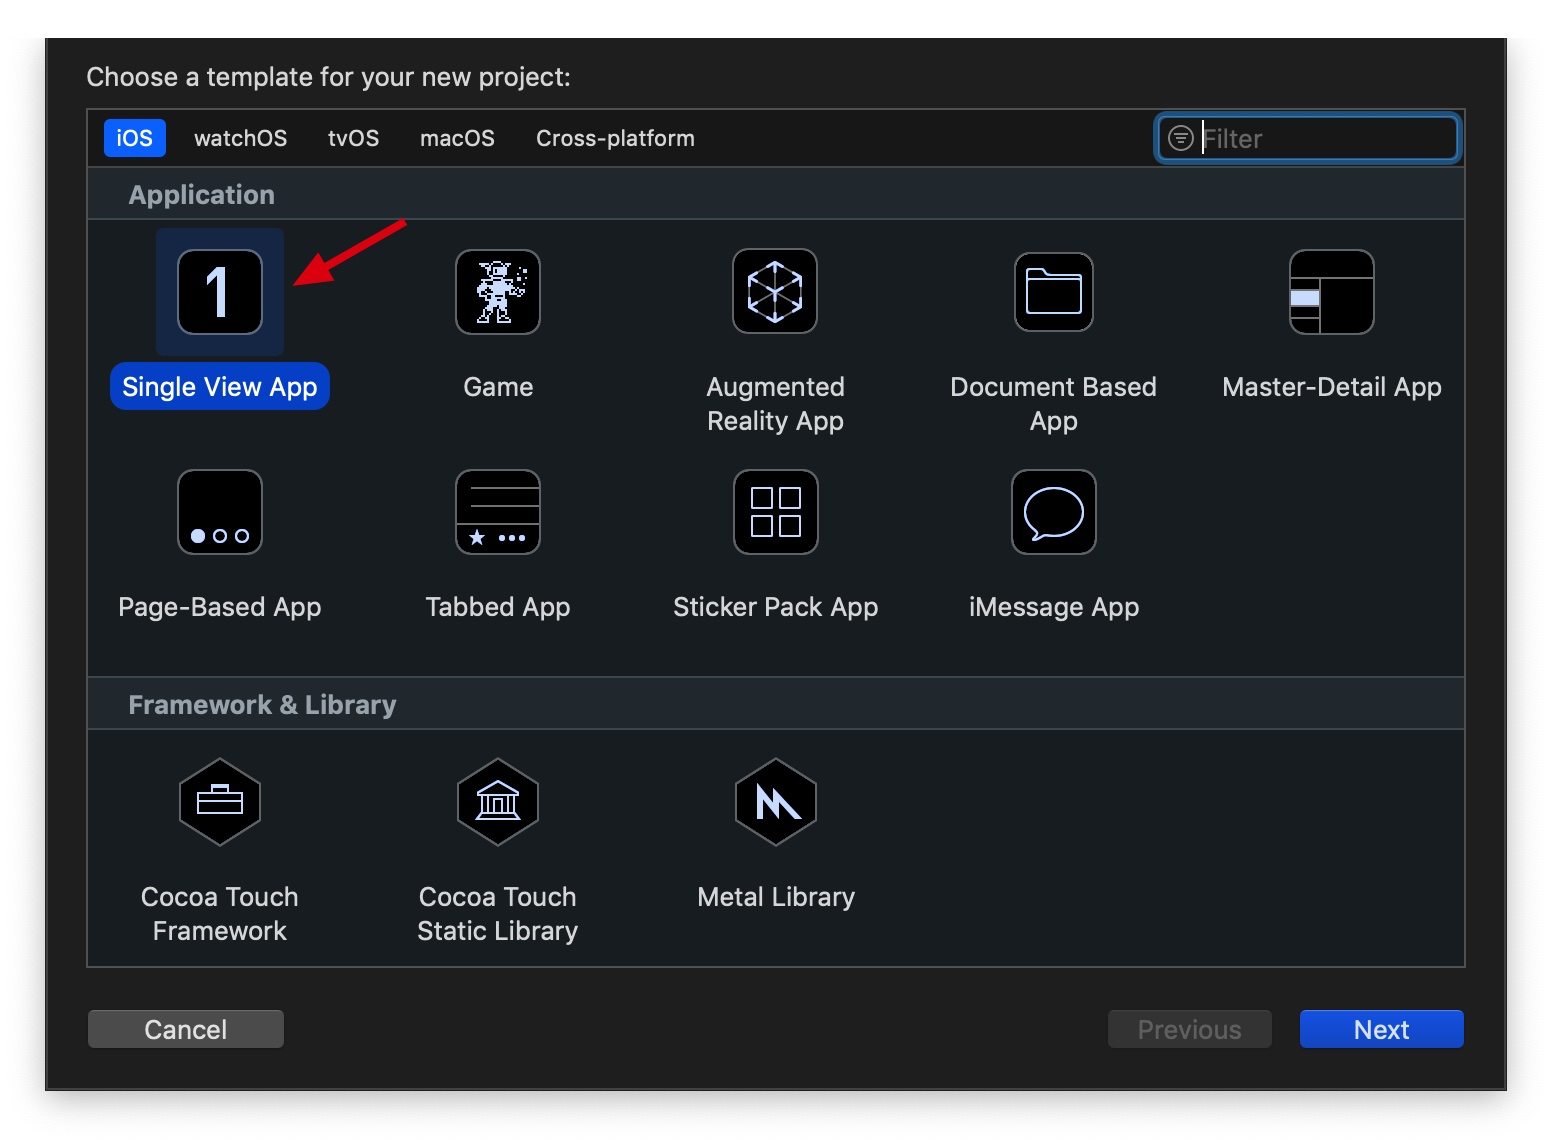 Choose a template for your new project:
iOS watchOS tvOS macOS Cross-platform Filter
Application
1
Single View App Game Augmented Reality App Document Based App Master-Detail App
Page-Based App Tabbed App Sticker Pack App iMessage App
Framework & Library
Cocoa Touch Framework Cocoa Touch Static Library Metal Library
Cancel Previous Next